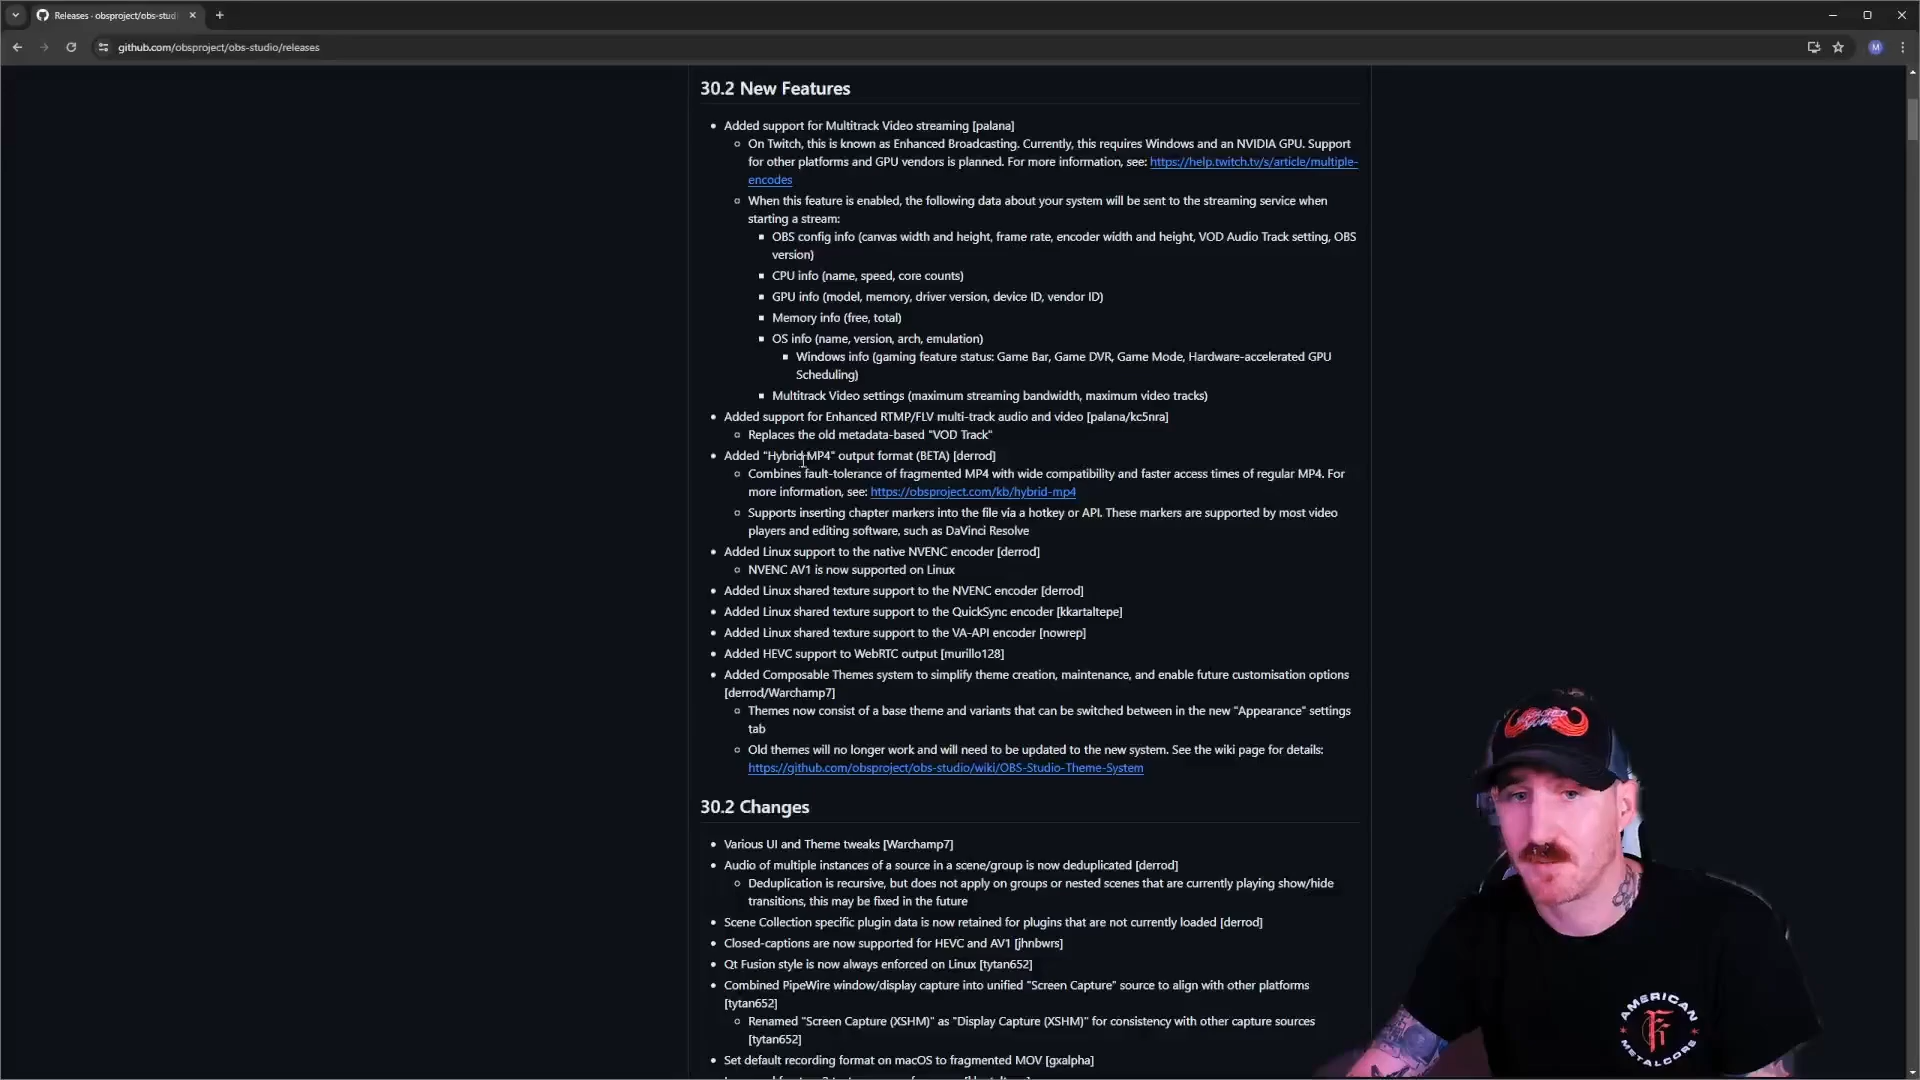 Releases · obsproject/obs-studi
github.com/obsproject/obs-studio/releases
M
30.2 New Features
Added support for Multitrack Video streaming [palana]
On Twitch, this is known as Enhanced Broadcasting. Currently, this requires Windows and an NVIDIA GPU. Support
for other platforms and GPU vendors is planned. For more information, see: https://help.twitch.tv/s/article/multiple-
encodes
When this feature is enabled, the following data about your system will be sent to the streaming service when
starting a stream:
OBS config info (canvas width and height, frame rate, encoder width and height, VOD Audio Track setting, OBS
version)
CPU info (name, speed, core counts)
GPU info (model, memory, driver version, device ID, vendor ID)
Memory info (free, total)
OS info (name, version, arch, emulation)
Windows info (gaming feature status: Game Bar, Game DVR, Game Mode, Hardware-accelerated GPU
Scheduling)
Multitrack Video settings (maximum streaming bandwidth, maximum video tracks)
Added support for Enhanced RTMP/FLV multi-track audio and video [palana/kc5nra]
Replaces the old metadata-based "VOD Track"
Added "Hybrid MP4" output format (BETA) [derrod]
Combines fault-tolerance of fragmented MP4 with wide compatibility and faster access times of regular MP4. For
more information, see: https://obsproject.com/kb/hybrid-mp4
Supports inserting chapter markers into the file via a hotkey or API. These markers are supported by most video
players and editing software, such as DaVinci Resolve
Added Linux support to the native NVENC encoder [derrod]
NVENC AV1 is now supported on Linux
Added Linux shared texture support to the NVENC encoder [derrod]
Added Linux shared texture support to the QuickSync encoder [kkartaltepe]
Added Linux shared texture support to the VA-API encoder [nowrep]
Added HEVC support to WebRTC output [murillo128]
Added Composable Themes system to simplify theme creation, maintenance, and enable future customisation options
[derrod/Warchamp7]
Themes now consist of a base theme and variants that can be switched between in the new "Appearance" settings
tab
Old themes will no longer work and will need to be updated to the new system. See the wiki page for details:
https://github.com/obsproject/obs-studio/wiki/OBS-Studio-Theme-System
30.2 Changes
Various UI and Theme tweaks [Warchamp7]
Audio of multiple instances of a source in a scene/group is now deduplicated [derrod]
Deduplication is recursive, but does not apply on groups or nested scenes that are currently playing show/hide
transitions, this may be fixed in the future
Scene Collection specific plugin data is now retained for plugins that are not currently loaded [derrod]
Closed-captions are now supported for HEVC and AV1 [jhnbwrs]
Qt Fusion style is now always enforced on Linux [tytan652]
Combined PipeWire window/display capture into unified "Screen Capture" source to align with other platforms
[tytan652]
Renamed "Screen Capture (XSHM)" as "Display Capture (XSHM)" for consistency with other capture sources
[tytan652]
Set default recording format on macOS to fragmented MOV [gxalpha]
AMERICAN
METALCORE